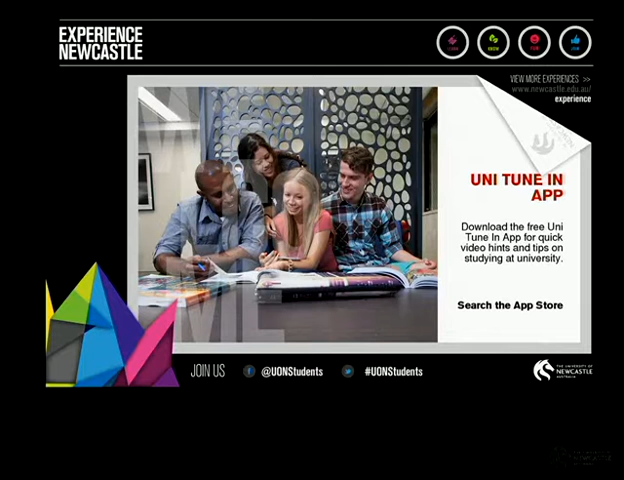 EXPERIENCE
NEWCASTLE
VIEW MORE EXPERIENCES >>
www.newcastle.edu.au/
experience
UNI TUNE IN
APP
Download the free Uni
Tune In App for quick
video hints and tips on
studying at university.
Search the App Store
JOIN US
@UONStudents
#UONStudents
THE UNIVERSITY OF
NEWCASTLE
AUSTRALIA